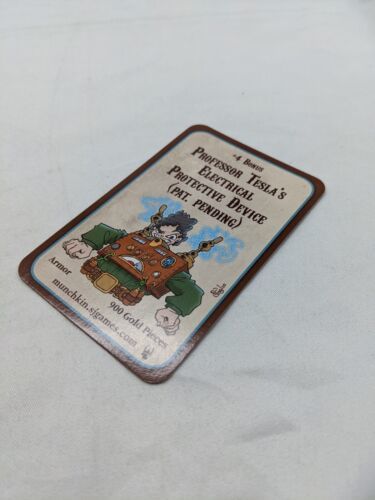 +4 Bonus
Professor Tesla's
Electrical
Protective Device
(pat. pending)
Armor
900 Gold Pieces
munchkin.sjgames.com